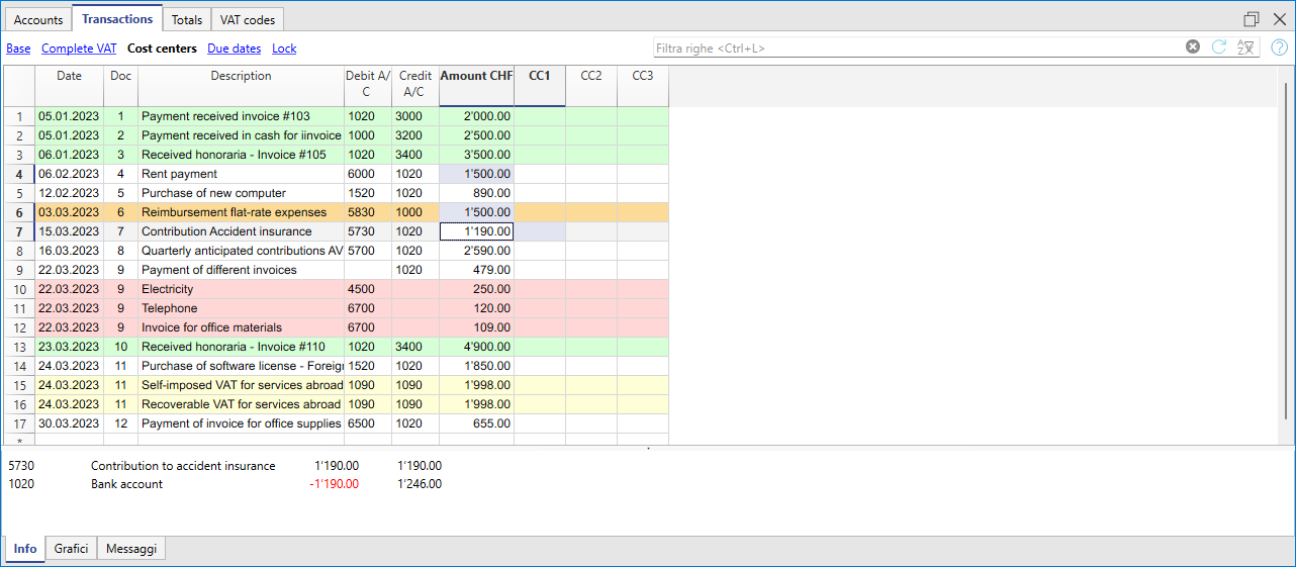 Accounts Transactions Totals VAT codes
Base Complete VAT Cost centers Due dates Lock Filtra righe <Ctrl+L>
Date Doc Description Debit A/C Credit A/C Amount CHF CC1 CC2 CC3
1 05.01.2023 1 Payment received invoice #103 1020 3000 2'000.00
2 05.01.2023 2 Payment received in cash for iinvoice 1000 3200 2'500.00
3 06.01.2023 3 Received honoraria - Invoice #105 1020 3400 3'500.00
4 06.02.2023 4 Rent payment 6000 1020 1'500.00
5 12.02.2023 5 Purchase of new computer 1520 1020 890.00
6 03.03.2023 6 Reimbursement flat-rate expenses 5830 1000 1'500.00
7 15.03.2023 7 Contribution Accident insurance 5730 1020 1'190.00
8 16.03.2023 8 Quarterly anticipated contributions AV 5700 1020 2'590.00
9 22.03.2023 9 Payment of different invoices 1020 479.00
10 22.03.2023 9 Electricity 4500 250.00
11 22.03.2023 9 Telephone 6700 120.00
12 22.03.2023 9 Invoice for office materials 6700 109.00
13 23.03.2023 10 Received honoraria - Invoice #110 1020 3400 4'900.00
14 24.03.2023 11 Purchase of software license - Foreig 1520 1020 1'850.00
15 24.03.2023 11 Self-imposed VAT for services abroad 1090 1090 1'998.00
16 24.03.2023 11 Recoverable VAT for services abroad 1090 1090 1'998.00
17 30.03.2023 12 Payment of invoice for office supplies 6500 1020 655.00
*
5730 Contribution to accident insurance 1'190.00 1'190.00
1020 Bank account -1'190.00 1'246.00
Info Grafici Messaggi